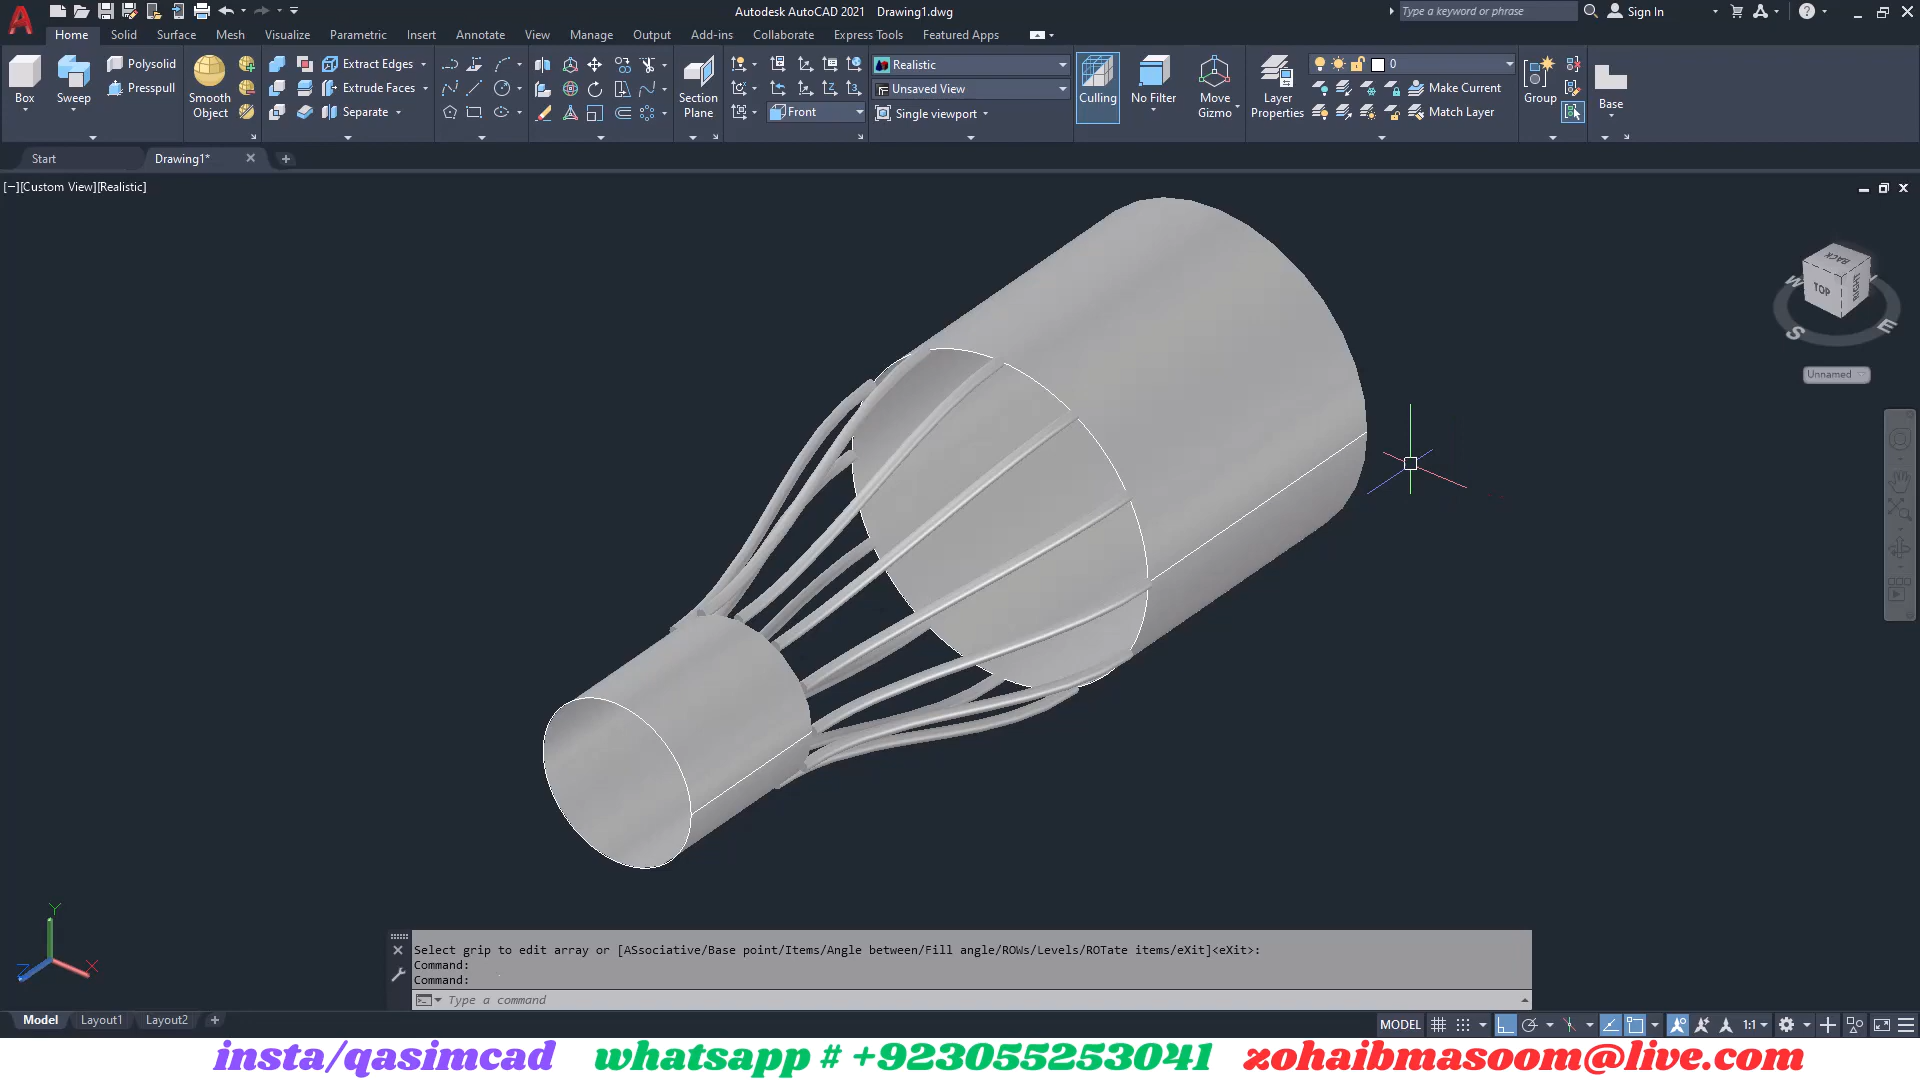 Autodesk AutoCAD 2021 Drawing1.dwg
Type a keyword or phrase
Sign In
Home Solid Surface Mesh Visualize Parametric Insert Annotate View Manage Output Add-ins Collaborate Express Tools Featured Apps
Box
Sweep
Polysolid
Presspull
Smooth Object
Extract Edges
Extrude Faces
Separate
Section Plane
Front
Realistic
Unsaved View
Single viewport
Culling
No Filter
Move Gizmo
Layer Properties
0
Make Current
Match Layer
Group
Base
Start
Drawing1*
[−][Custom View][Realistic]
BACK
TOP
RIGHT
W
S
E
Unnamed
Y
Z
X
Select grip to edit array or [ASsociative/Base point/Items/Angle between/Fill angle/ROWs/Levels/ROTate items/eXit]<eXit>:
Command:
Command:
Type a command
Model Layout1 Layout2
MODEL
1:1
insta/qasimcad whatsapp # +923055253041 zohaibmasoom@live.com